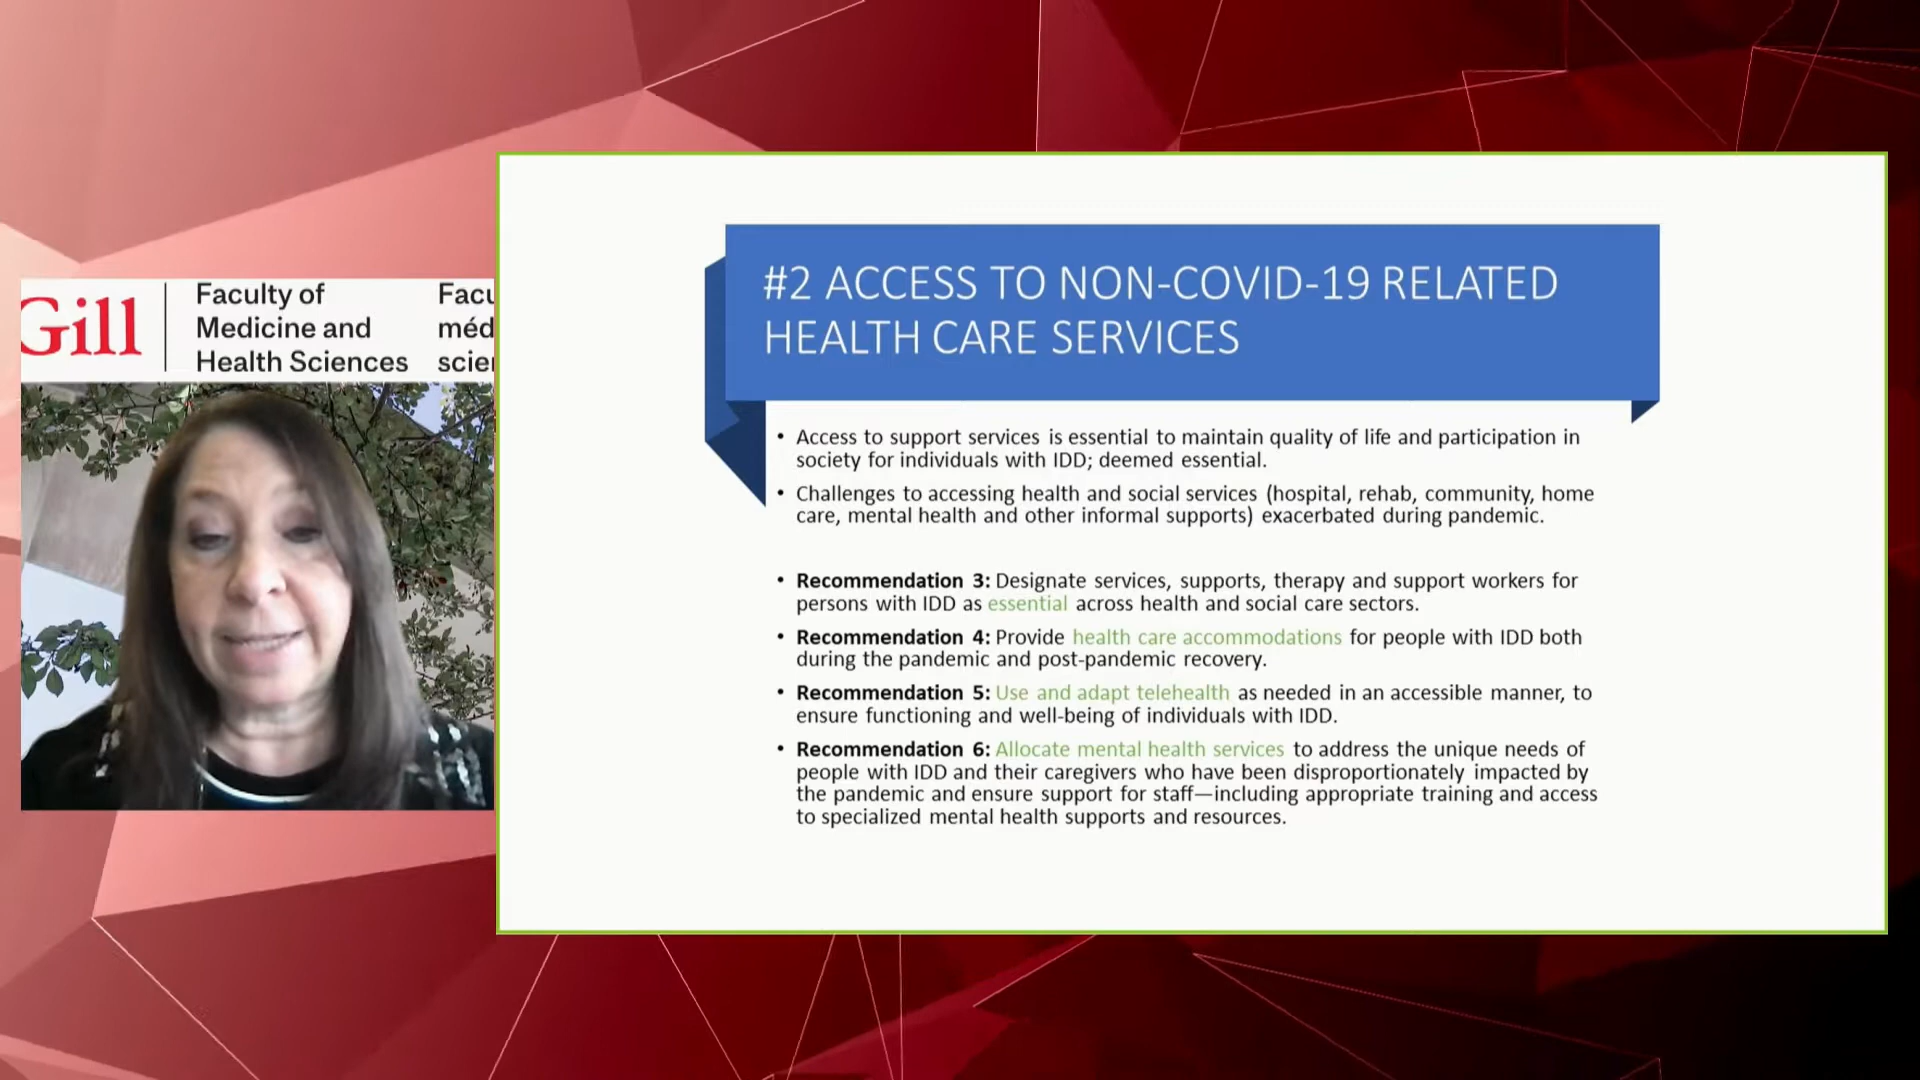 Gill
Faculty of
Medicine and
Health Sciences
Facu
méd
scie
#2 ACCESS TO NON-COVID-19 RELATED
HEALTH CARE SERVICES
• Access to support services is essential to maintain quality of life and participation in
society for individuals with IDD; deemed essential.
• Challenges to accessing health and social services (hospital, rehab, community, home
care, mental health and other informal supports) exacerbated during pandemic.
• Recommendation 3: Designate services, supports, therapy and support workers for
persons with IDD as essential across health and social care sectors.
• Recommendation 4: Provide health care accommodations for people with IDD both
during the pandemic and post-pandemic recovery.
• Recommendation 5: Use and adapt telehealth as needed in an accessible manner, to
ensure functioning and well-being of individuals with IDD.
• Recommendation 6: Allocate mental health services to address the unique needs of
people with IDD and their caregivers who have been disproportionately impacted by
the pandemic and ensure support for staff—including appropriate training and access
to specialized mental health supports and resources.